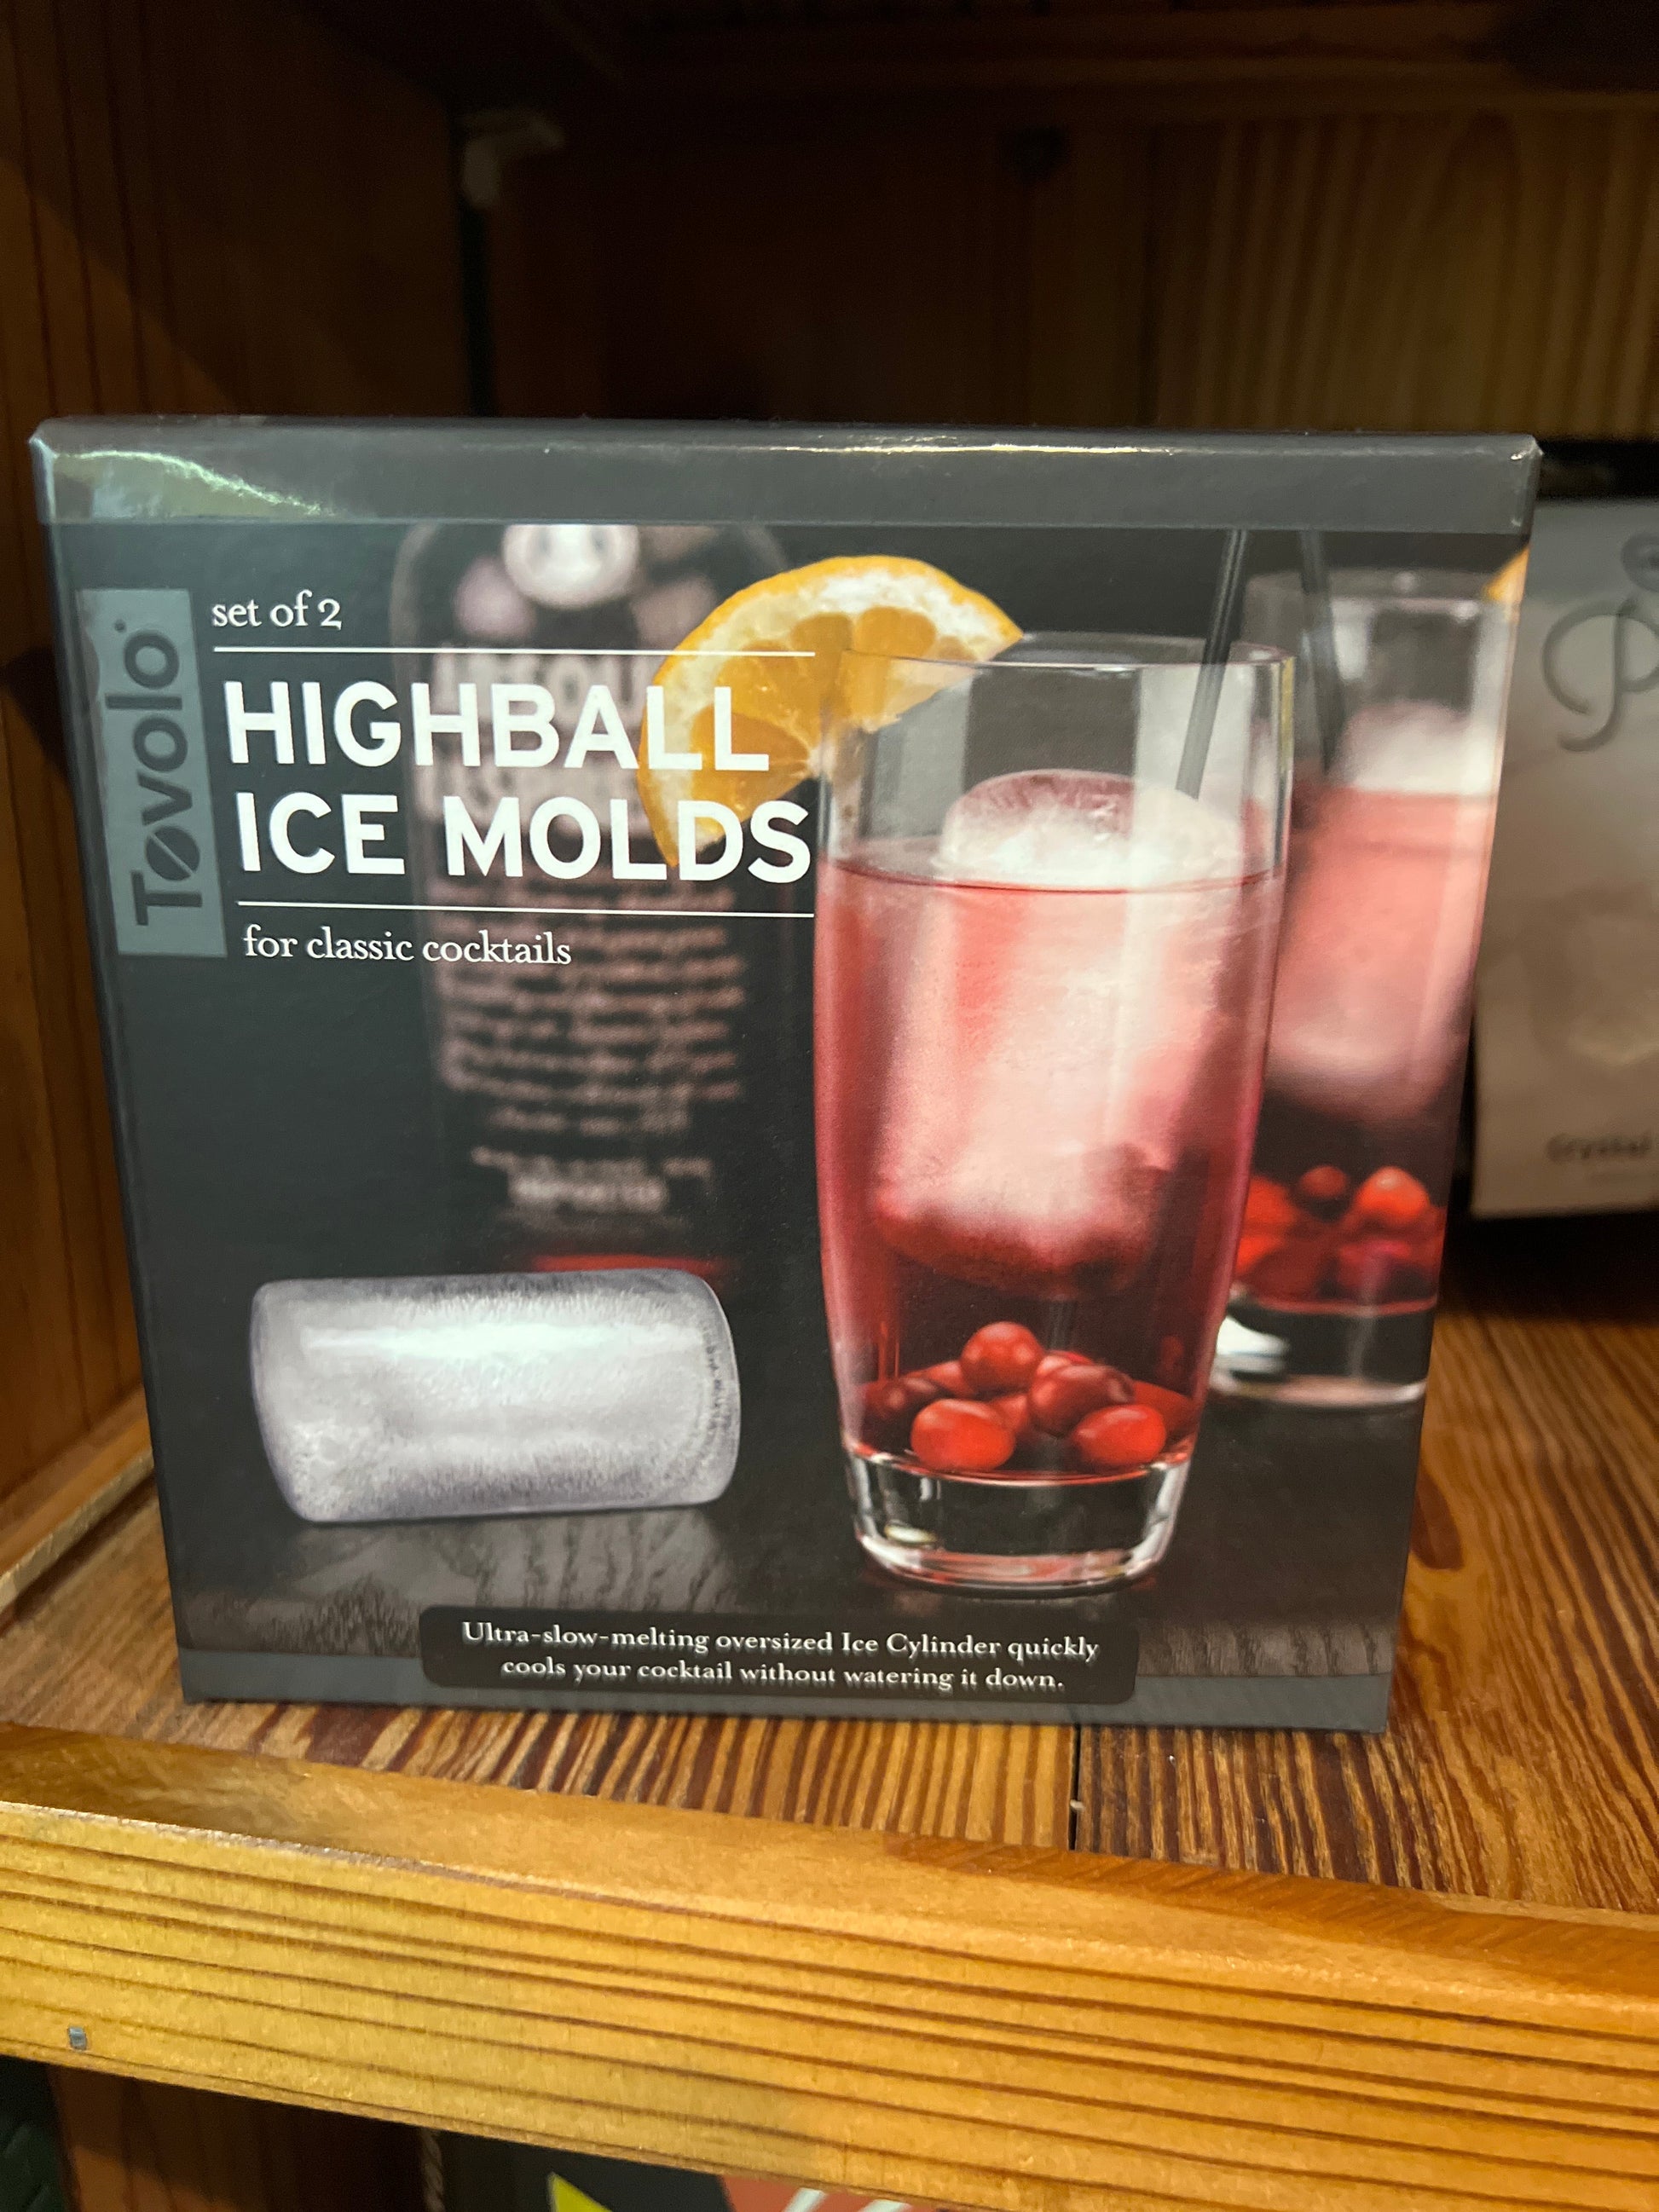 Tovolo
set of 2
HIGHBALL
ICE MOLDS
for classic cocktails
Ultra-slow-melting oversized Ice Cylinder quickly
cools your cocktail without watering it down.
Crystal